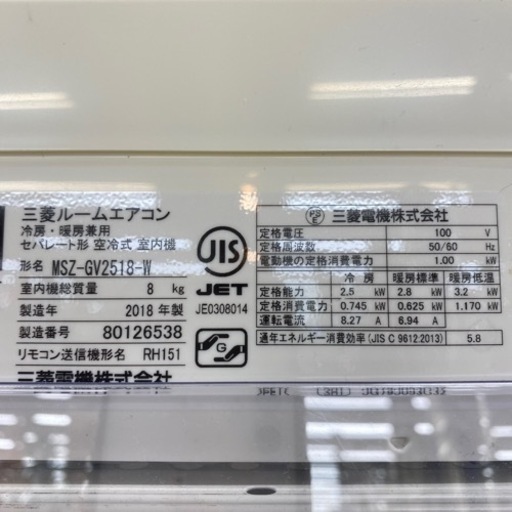 三菱ルームエアコン
冷房・暖房兼用
セパレート形 空冷式 室内機
形名 MSZ-GV2518-W
室内機総質量 8 kg
製造年 2018 年製
製造番号 80126538
リモコン送信機形名 RH151
三菱電機株式会社
JIS
JET
JE0308014
G
PSE 三菱電機株式会社
定格電圧 100 V
定格周波数 50/60 Hz
電動機の定格消費電力 1.00 kW
冷房 暖房標準 暖房低温
定格能力 2.5 kW 2.8 kW 3.2 kW
定格消費電力 0.745 kW 0.625 kW 1.170 kW
運転電流 8.27 A 6.94 A
通年エネルギー消費効率(JIS C 9612:2013) 5.8